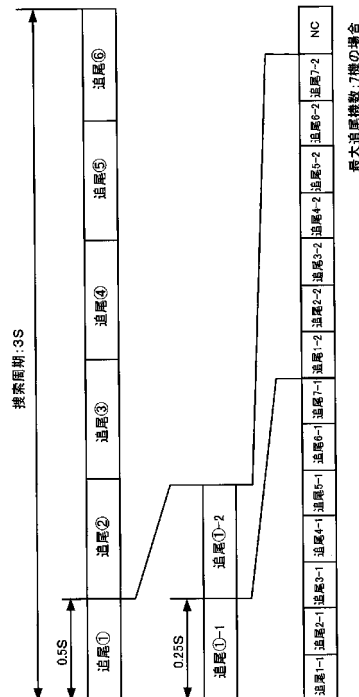 捜索周期:3S
追尾①
追尾②
追尾③
追尾④
追尾⑤
追尾⑥
0.5S
追尾①-1
追尾①-2
0.25S
追尾1-1
追尾2-1
追尾3-1
追尾4-1
追尾5-1
追尾6-1
追尾7-1
追尾1-2
追尾2-2
追尾3-2
追尾4-2
追尾5-2
追尾6-2
追尾7-2
NC
最大追尾機数:7機の場合